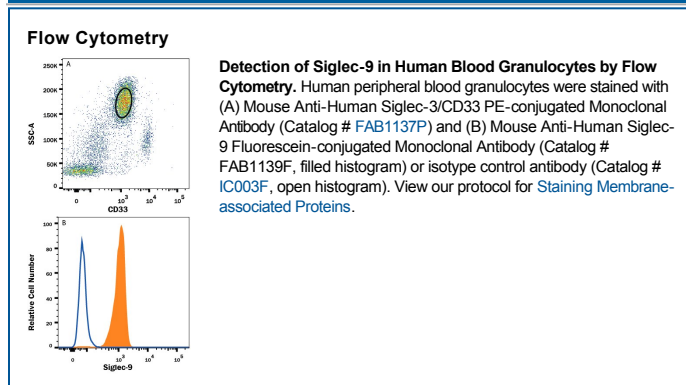 Flow Cytometry
A
250K
200K
150K
100K
50K
0
SSC-A
0
10³
10⁴
10⁵
CD33
Detection of Siglec-9 in Human Blood Granulocytes by Flow
Cytometry. Human peripheral blood granulocytes were stained with
(A) Mouse Anti-Human Siglec-3/CD33 PE-conjugated Monoclonal
Antibody (Catalog # FAB1137P) and (B) Mouse Anti-Human Siglec-
9 Fluorescein-conjugated Monoclonal Antibody (Catalog #
FAB1139F, filled histogram) or isotype control antibody (Catalog #
IC003F, open histogram). View our protocol for Staining Membrane-
associated Proteins.
B
100
80
60
40
20
0
Relative Cell Number
0
10³
10⁴
10⁵
Siglec-9